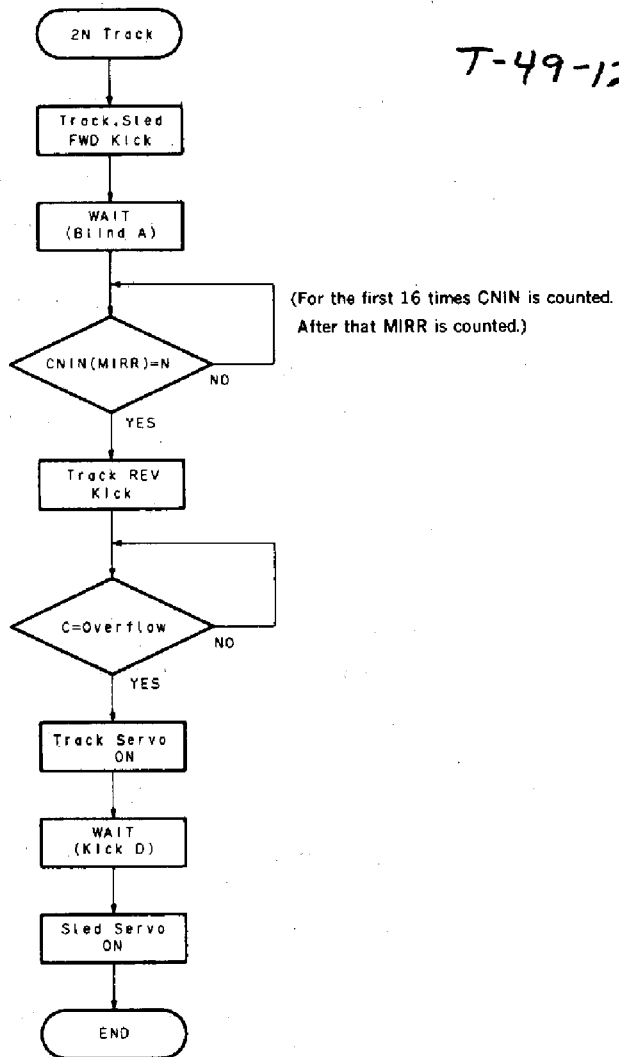 2N Track
T-49-12
Track, Sled
FWD Kick
WAIT
(Blind A)
(For the first 16 times CNIN is counted.
After that MIRR is counted.)
CNIN(MIRR)=N
NO
YES
Track REV
Kick
C=Overflow
NO
YES
Track Servo
ON
WAIT
(Kick D)
Sled Servo
ON
END